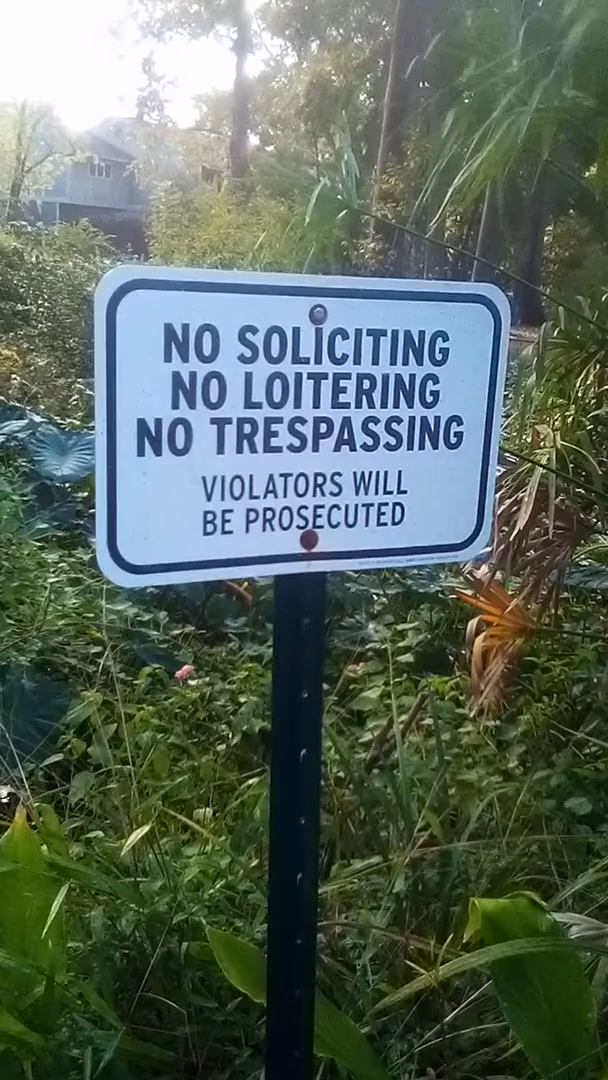 NO SOLICITING
NO LOITERING
NO TRESPASSING
VIOLATORS WILL
BE PROSECUTED